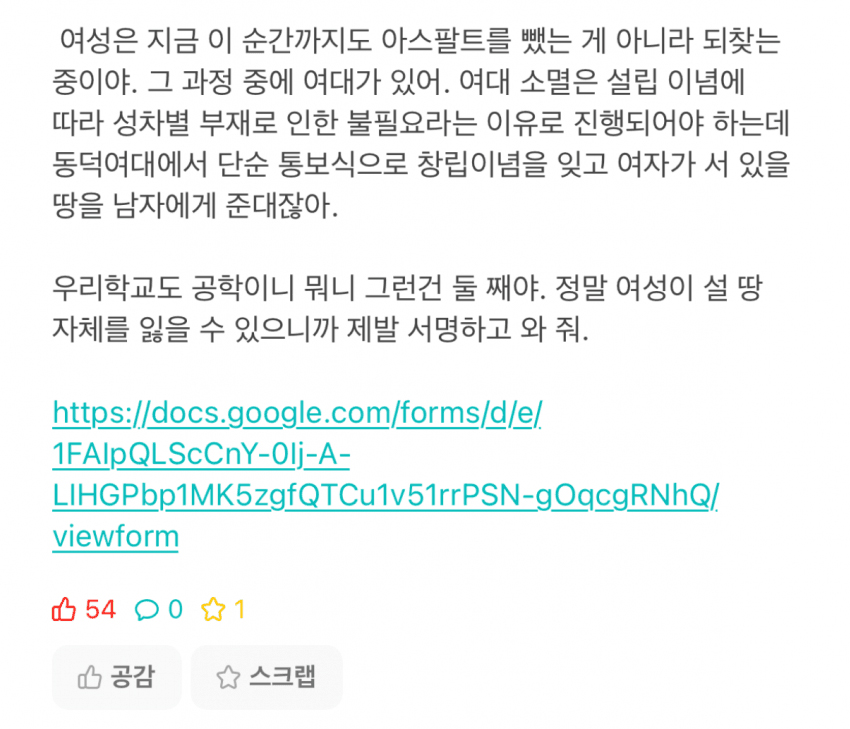 여성은 지금 이 순간까지도 아스팔트를 뺐는 게 아니라 되찾는
중이야. 그 과정 중에 여대가 있어. 여대 소멸은 설립 이념에
따라 성차별 부재로 인한 불필요라는 이유로 진행되어야 하는데
동덕여대에서 단순 통보식으로 창립이념을 잊고 여자가 서 있을
땅을 남자에게 준대잖아.
우리학교도 공학이니 뭐니 그런건 둘 째야. 정말 여성이 설 땅
자체를 잃을 수 있으니까 제발 서명하고 와 줘.
https://docs.google.com/forms/d/e/
1FAIpQLScCnY-0Ij-A-
LIHGPbp1MK5zgfQTCu1v51rrPSN-gOqcgRNhQ/
viewform
54 0 1
공감 스크랩